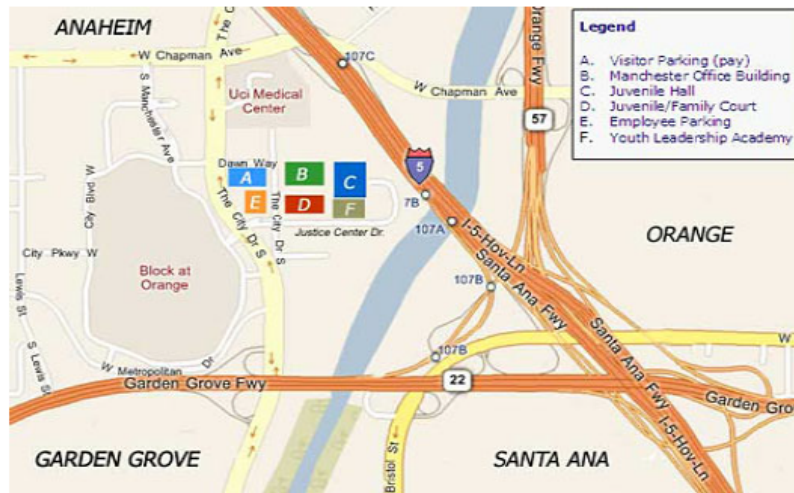 ANAHEIM
W Chapman Ave
107C
Orange Fwy
Legend
A. Visitor Parking (pay)
B. Manchester Office Building
C. Juvenile Hall
D. Juvenile/Family Court
E. Employee Parking
F. Youth Leadership Academy
The City Dr
S Manchester Ave
Uci Medical
Center
W Chapman Ave
57
5
Dawn Way
A
B
C
E
D
F
7B
107A
City Blvd W
The City Dr S
The City Dr S
Justice Center Dr.
I-5-Hov-Ln
ORANGE
City Pkwy W
Block at
Orange
Lewis St
107B
Santa Ana Fwy
Santa Ana Fwy
S Lewis St
W Metropolitan Dr
107B
W
Garden Grove Fwy
22
Garden Gro
I-5-Hov-Ln
Bristol St
GARDEN GROVE
SANTA ANA